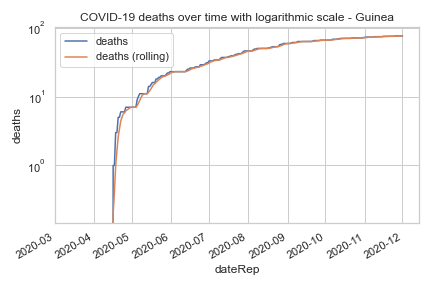 COVID-19 deaths over time with logarithmic scale - Guinea
deaths
deaths (rolling)
10²
10¹
10⁰
deaths
2020-03
2020-04
2020-05
2020-06
2020-07
2020-08
2020-09
2020-10
2020-11
2020-12
dateRep